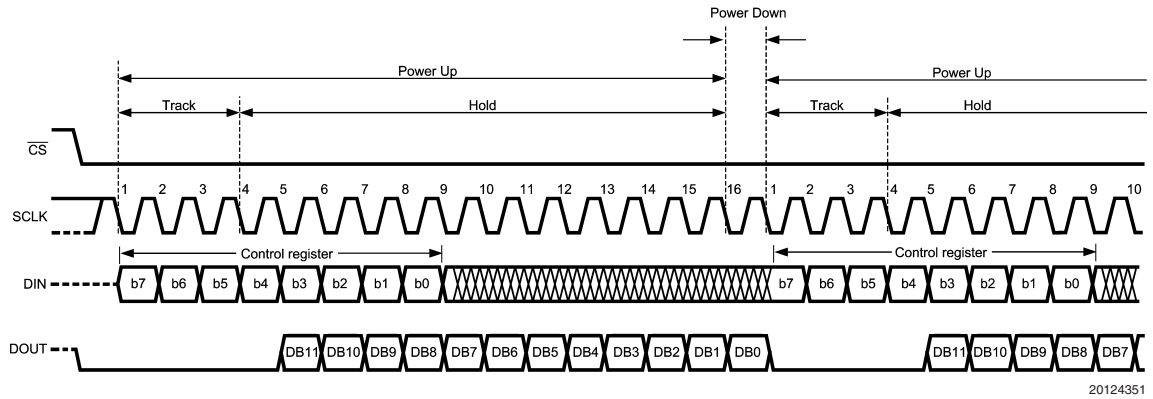 Power Down
Power Up
Power Up
Track
Hold
Track
Hold
CS
1 2 3 4 5 6 7 8 9 10 11 12 13 14 15 16 1 2 3 4 5 6 7 8 9 10
SCLK
Control register
Control register
DIN
b7 b6 b5 b4 b3 b2 b1 b0 b7 b6 b5 b4 b3 b2 b1 b0
DOUT
DB11 DB10 DB9 DB8 DB7 DB6 DB5 DB4 DB3 DB2 DB1 DB0 DB11 DB10 DB9 DB8 DB7
20124351